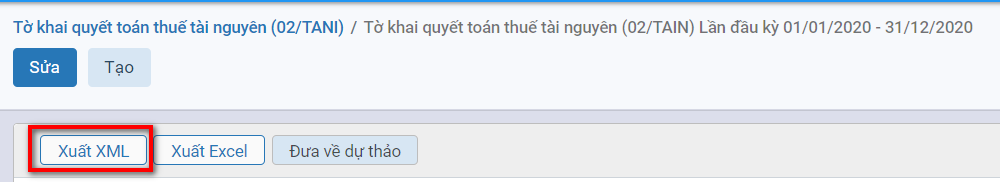 Tờ khai quyết toán thuế tài nguyên (02/TANI) / Tờ khai quyết toán thuế tài nguyên (02/TAIN) Lần đầu kỳ 01/01/2020 - 31/12/2020
Sửa Tạo
Xuất XML Xuất Excel Đưa về dự thảo